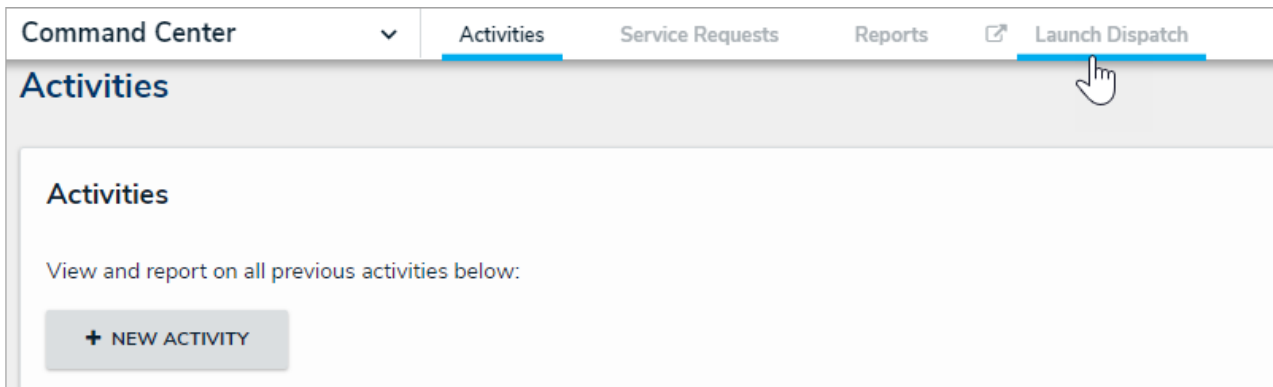 Command Center Activities Service Requests Reports Launch Dispatch
Activities
Activities
View and report on all previous activities below:
+ NEW ACTIVITY